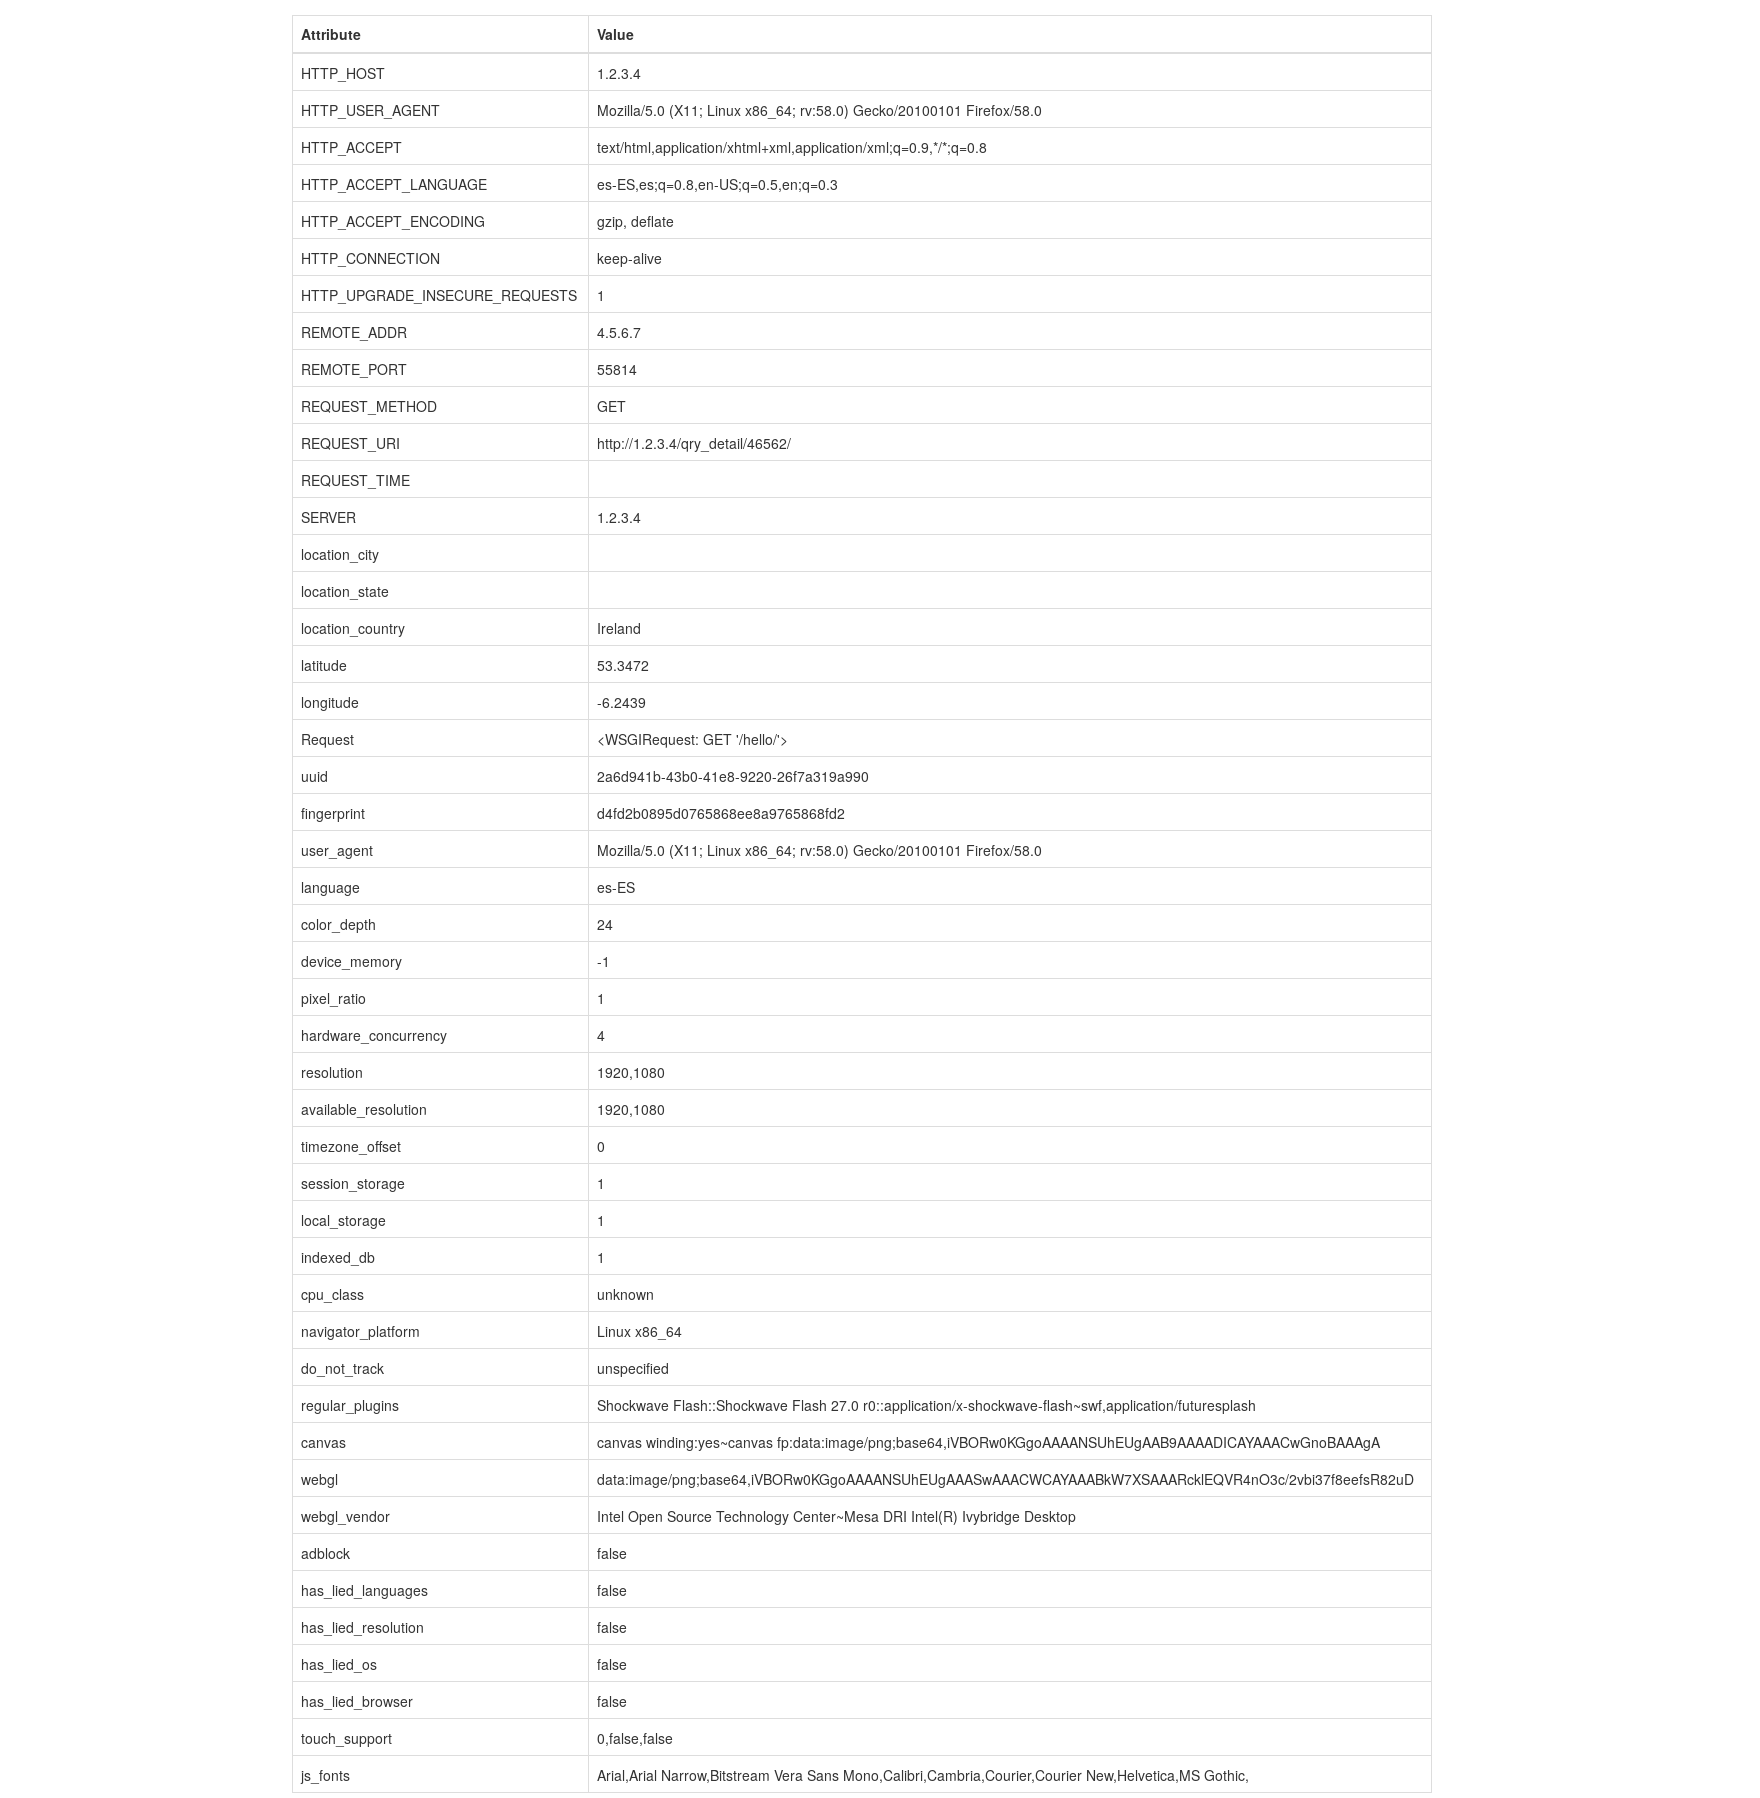 Attribute Value
HTTP_HOST 1.2.3.4
HTTP_USER_AGENT Mozilla/5.0 (X11; Linux x86_64; rv:58.0) Gecko/20100101 Firefox/58.0
HTTP_ACCEPT text/html,application/xhtml+xml,application/xml;q=0.9,*/*;q=0.8
HTTP_ACCEPT_LANGUAGE es-ES,es;q=0.8,en-US;q=0.5,en;q=0.3
HTTP_ACCEPT_ENCODING gzip, deflate
HTTP_CONNECTION keep-alive
HTTP_UPGRADE_INSECURE_REQUESTS 1
REMOTE_ADDR 4.5.6.7
REMOTE_PORT 55814
REQUEST_METHOD GET
REQUEST_URI http://1.2.3.4/qry_detail/46562/
REQUEST_TIME
SERVER 1.2.3.4
location_city
location_state
location_country Ireland
latitude 53.3472
longitude -6.2439
Request <WSGIRequest: GET '/hello/'>
uuid 2a6d941b-43b0-41e8-9220-26f7a319a990
fingerprint d4fd2b0895d0765868ee8a9765868fd2
user_agent Mozilla/5.0 (X11; Linux x86_64; rv:58.0) Gecko/20100101 Firefox/58.0
language es-ES
color_depth 24
device_memory -1
pixel_ratio 1
hardware_concurrency 4
resolution 1920,1080
available_resolution 1920,1080
timezone_offset 0
session_storage 1
local_storage 1
indexed_db 1
cpu_class unknown
navigator_platform Linux x86_64
do_not_track unspecified
regular_plugins Shockwave Flash::Shockwave Flash 27.0 r0::application/x-shockwave-flash~swf,application/futuresplash
canvas canvas winding:yes~canvas fp:data:image/png;base64,iVBORw0KGgoAAAANSUhEUgAAB9AAAADICAYAAACwGnoBAAAgA
webgl data:image/png;base64,iVBORw0KGgoAAAANSUhEUgAAASwAAACWCAYAAABkW7XSAAARcklEQVR4nO3c/2vbi37f8eefsR82uD
webgl_vendor Intel Open Source Technology Center~Mesa DRI Intel(R) Ivybridge Desktop
adblock false
has_lied_languages false
has_lied_resolution false
has_lied_os false
has_lied_browser false
touch_support 0,false,false
js_fonts Arial,Arial Narrow,Bitstream Vera Sans Mono,Calibri,Cambria,Courier,Courier New,Helvetica,MS Gothic,